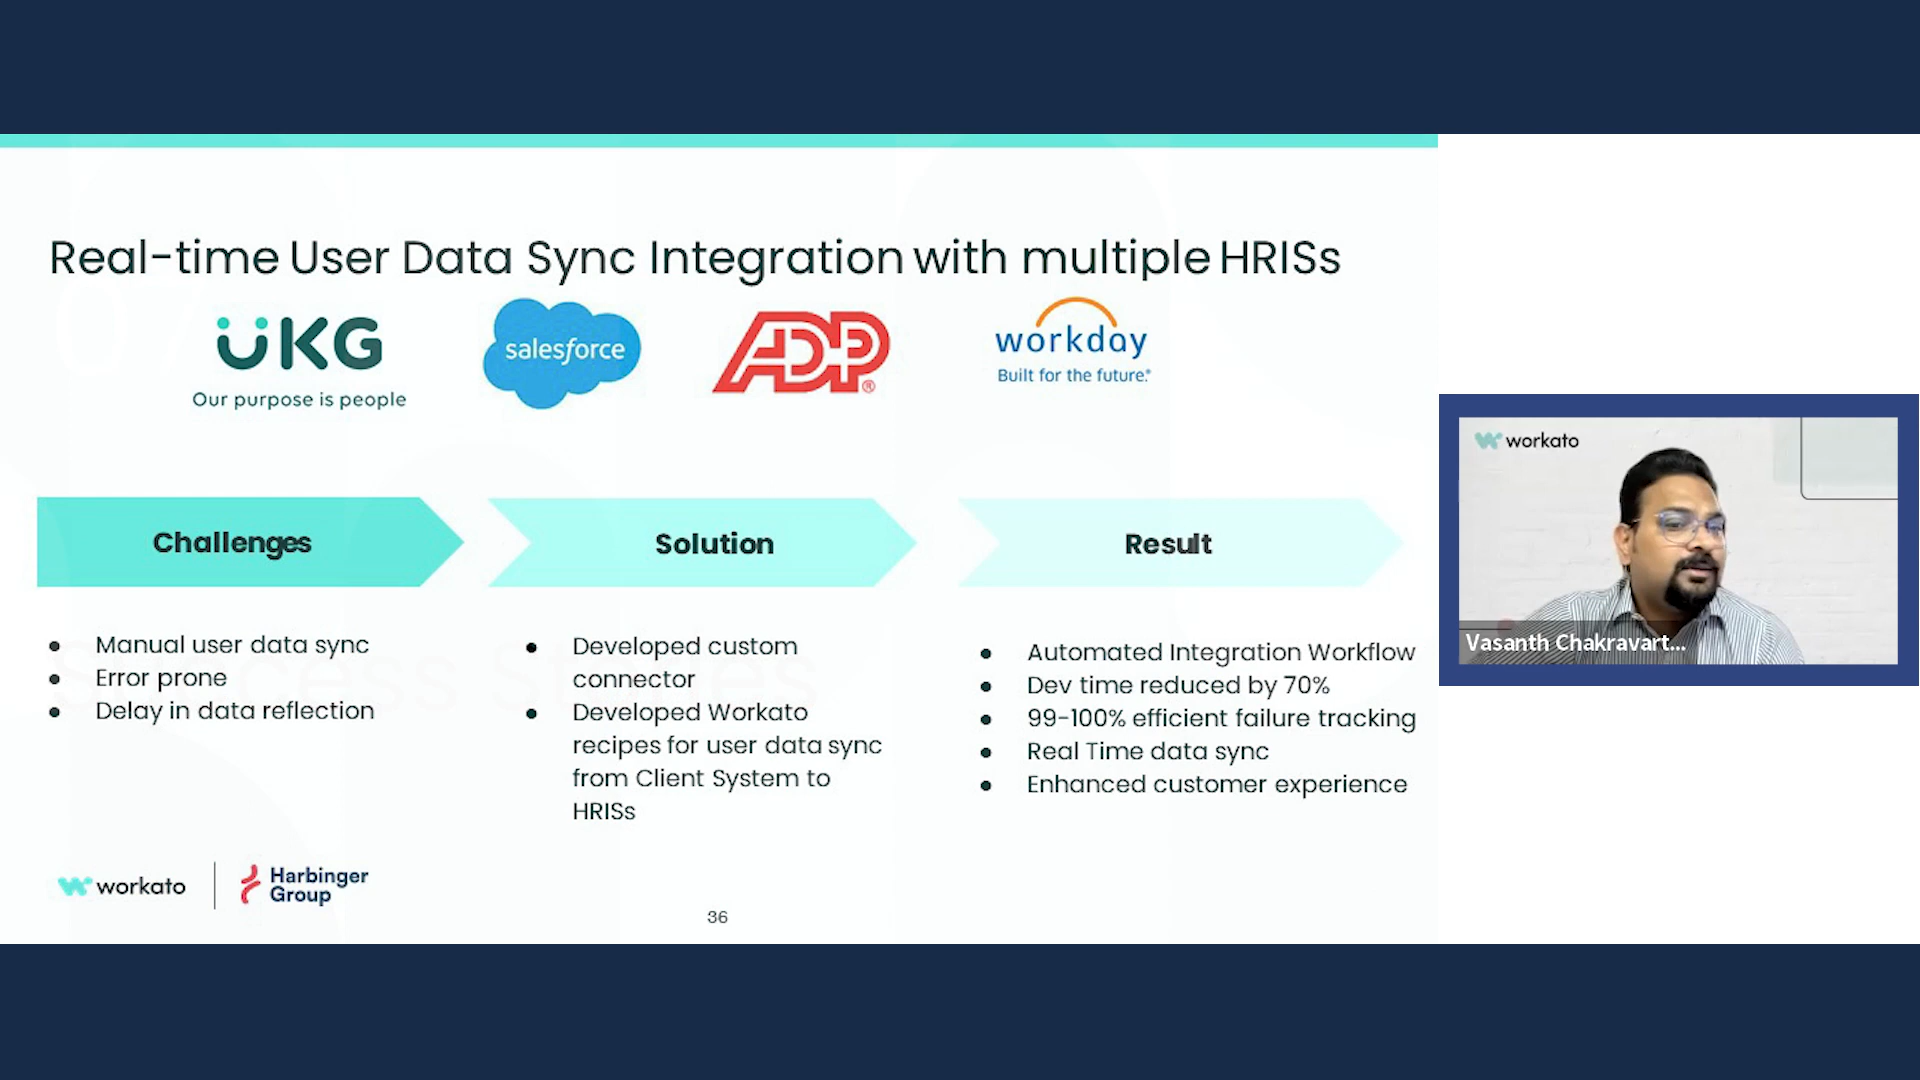 Real-time User Data Sync Integration with multiple HRISs
UKG
Our purpose is people
salesforce
ADP®
workday
Built for the future.®
Challenges
Manual user data sync
Error prone
Delay in data reflection
Solution
Developed custom
connector
Developed Workato
recipes for user data sync
from Client System to
HRISs
Result
Automated Integration Workflow
Dev time reduced by 70%
99-100% efficient failure tracking
Real Time data sync
Enhanced customer experience
workato
Harbinger
Group
36
workato
Vasanth Chakravart...